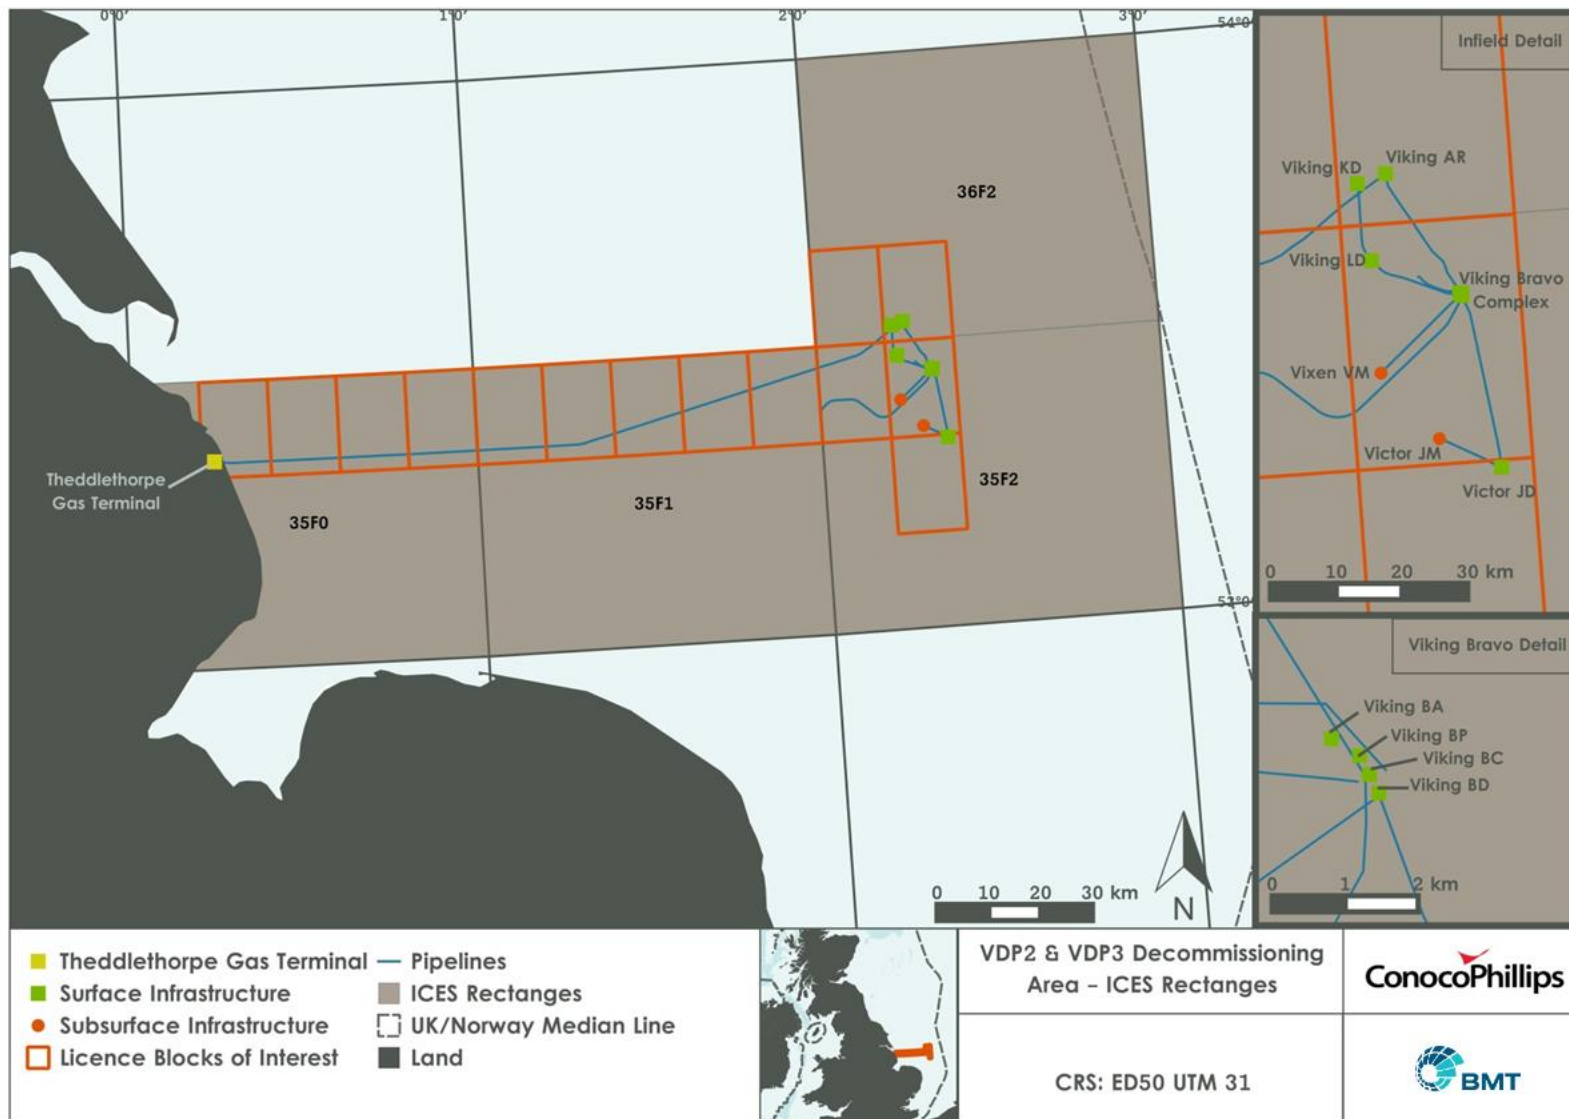 0°0'
1°0'
2°0'
3°0'
54°0
53°0
36F2
35F0
35F1
35F2
Theddlethorpe
Gas Terminal
0 10 20 30 km
N
Infield Detail
Viking KD
Viking AR
Viking LD
Viking Bravo
Complex
Vixen VM
Victor JM
Victor JD
0 10 20 30 km
Viking Bravo Detail
Viking BA
Viking BP
Viking BC
Viking BD
0 1 2 km
Theddlethorpe Gas Terminal
Surface Infrastructure
Subsurface Infrastructure
Licence Blocks of Interest
Pipelines
ICES Rectanges
UK/Norway Median Line
Land
VDP2 & VDP3 Decommissioning
Area – ICES Rectanges
CRS: ED50 UTM 31
ConocoPhillips
BMT